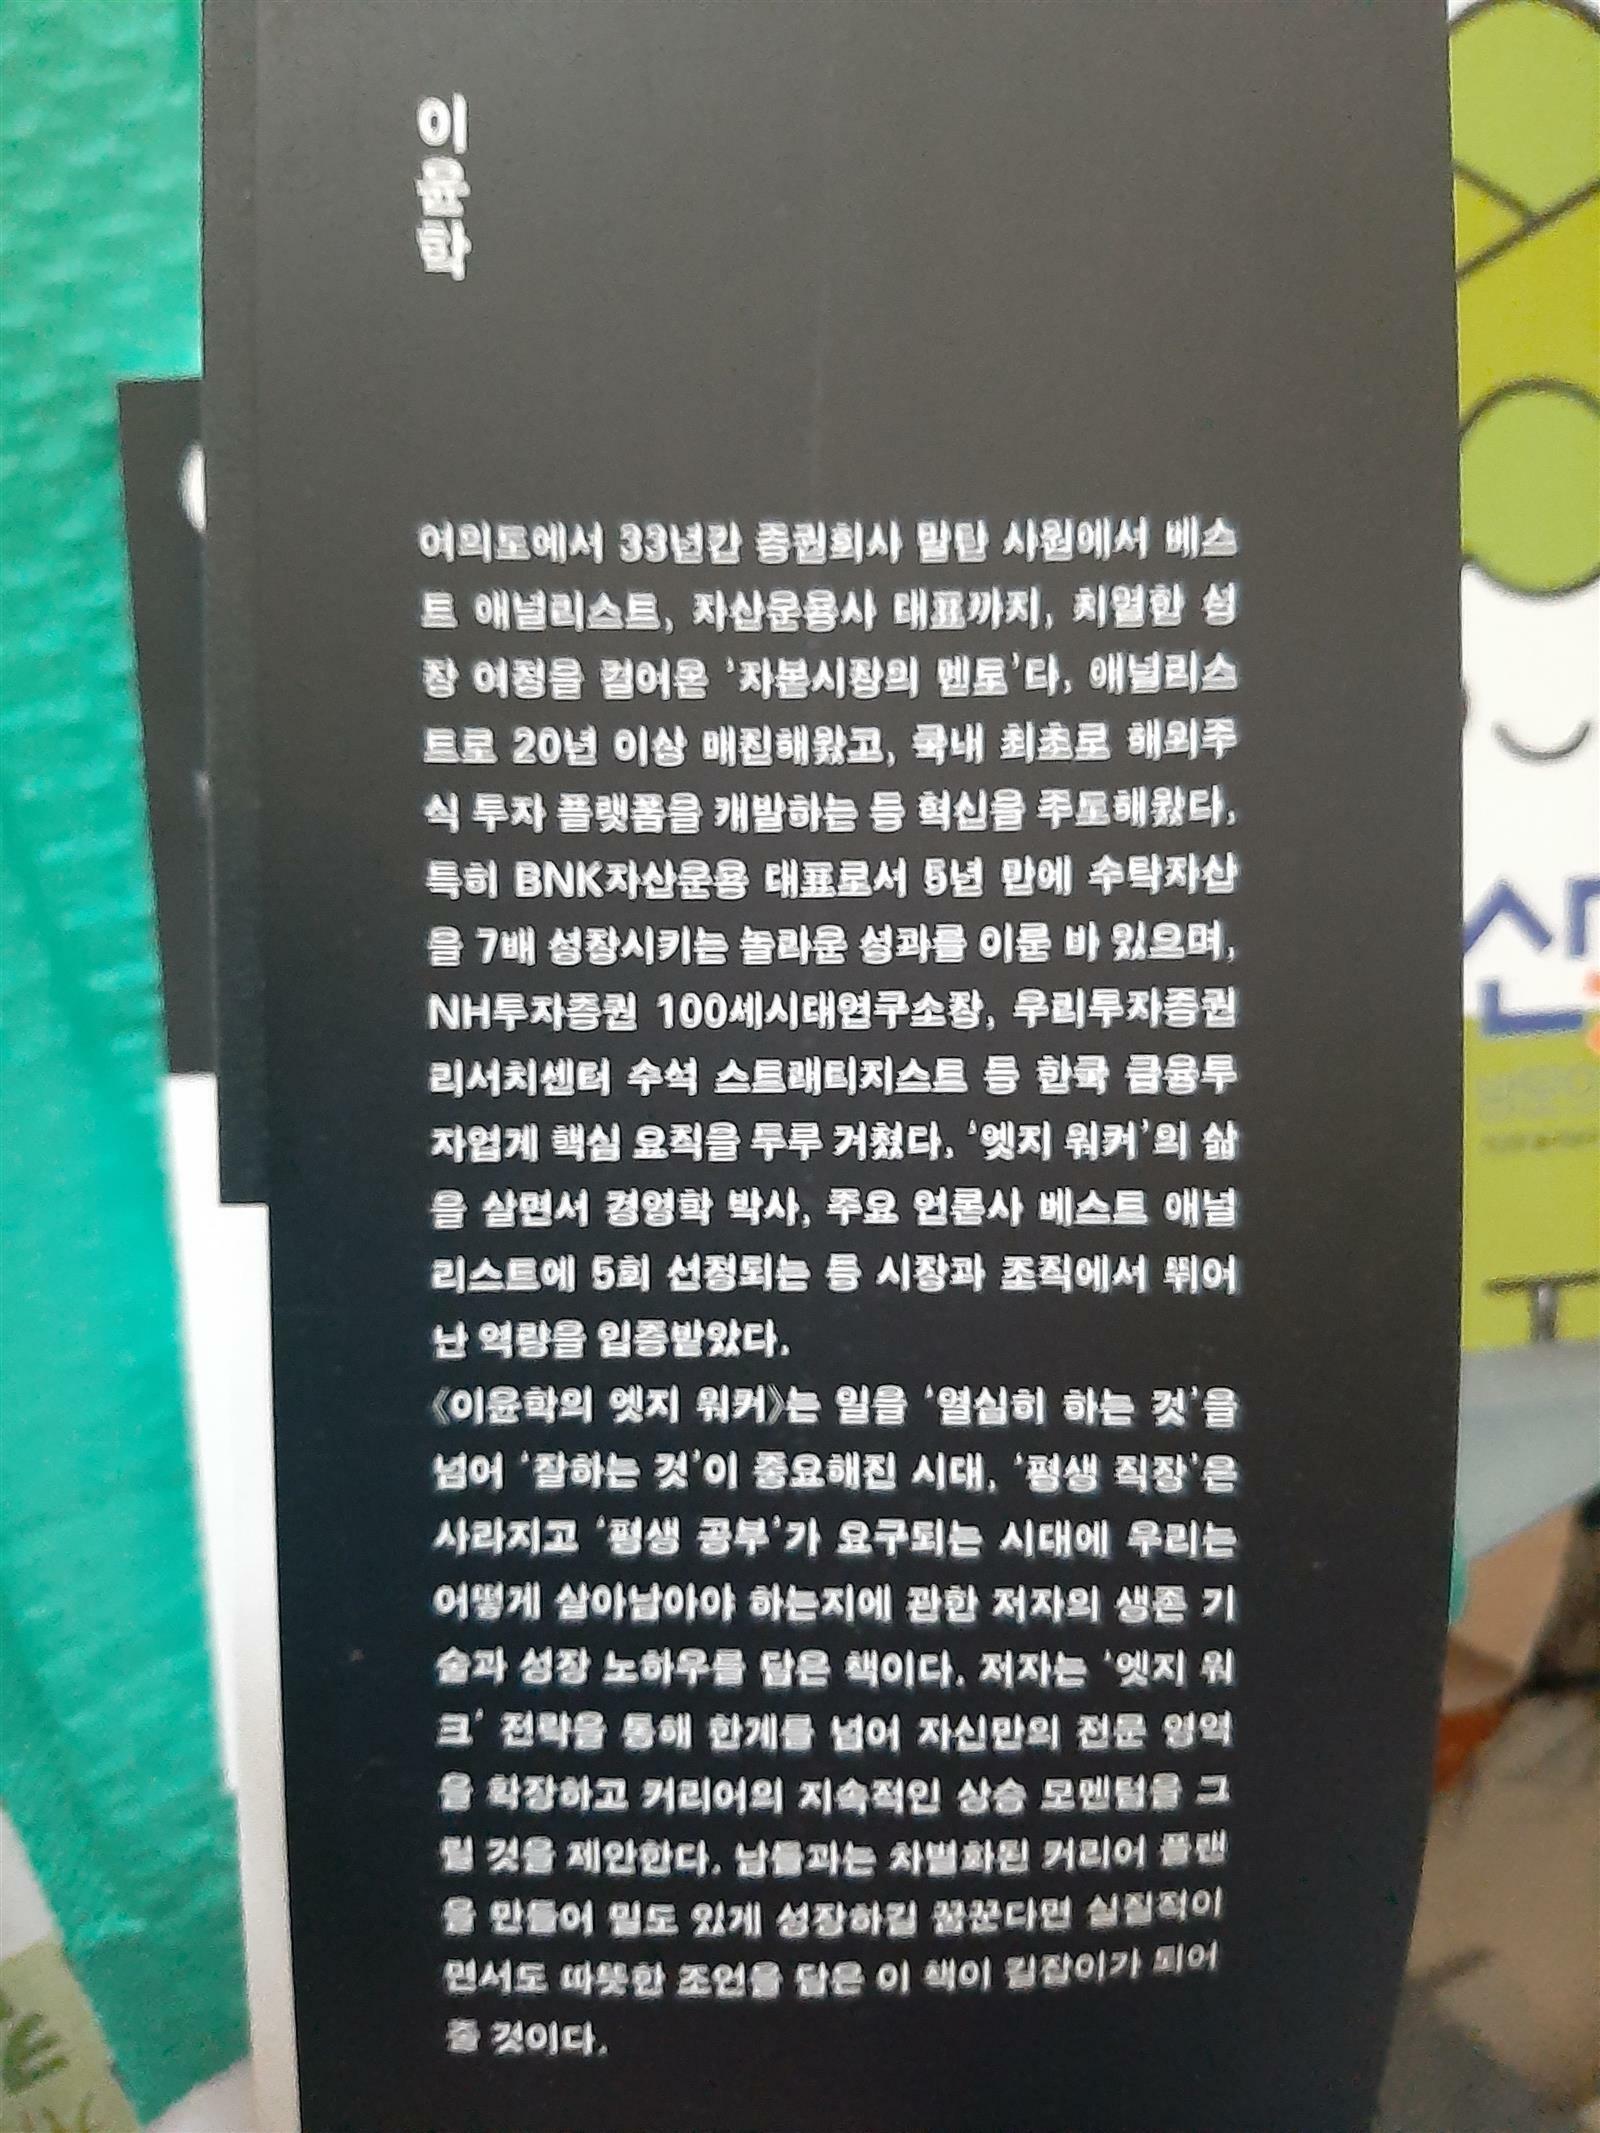 이윤학
여의도에서 33년간 증권회사 말단 사원에서 베스
트 애널리스트, 자산운용사 대표까지, 치열한 성
장 여정을 걸어온 ‘자본시장의 멘토’다. 애널리스
트로 20년 이상 매진해왔고, 국내 최초로 해외주
식 투자 플랫폼을 개발하는 등 혁신을 주도해왔다.
특히 BNK자산운용 대표로서 5년 만에 수탁자산
을 7배 성장시키는 놀라운 성과를 이룬 바 있으며,
NH투자증권 100세시대연구소장, 우리투자증권
리서치센터 수석 스트래티지스트 등 한국 금융투
자업계 핵심 요직을 두루 거쳤다. ‘엣지 워커’의 삶
을 살면서 경영학 박사, 주요 언론사 베스트 애널
리스트에 5회 선정되는 등 시장과 조직에서 뛰어
난 역량을 입증받았다.
《이윤학의 엣지 워커》는 일을 ‘열심히 하는 것’을
넘어 ‘잘하는 것’이 중요해진 시대, ‘평생 직장’은
사라지고 ‘평생 공부’가 요구되는 시대에 우리는
어떻게 살아남아야 하는지에 관한 저자의 생존 기
술과 성장 노하우를 담은 책이다. 저자는 ‘엣지 워
크’ 전략을 통해 한계를 넘어 자신만의 전문 영역
을 확장하고 커리어의 지속적인 상승 모멘텀을 그
릴 것을 제안한다. 남들과는 차별화된 커리어 플랜
을 만들어 밀도 있게 성장하길 꿈꾼다면 실질적이
면서도 따뜻한 조언을 담은 이 책이 길잡이가 되어
줄 것이다.